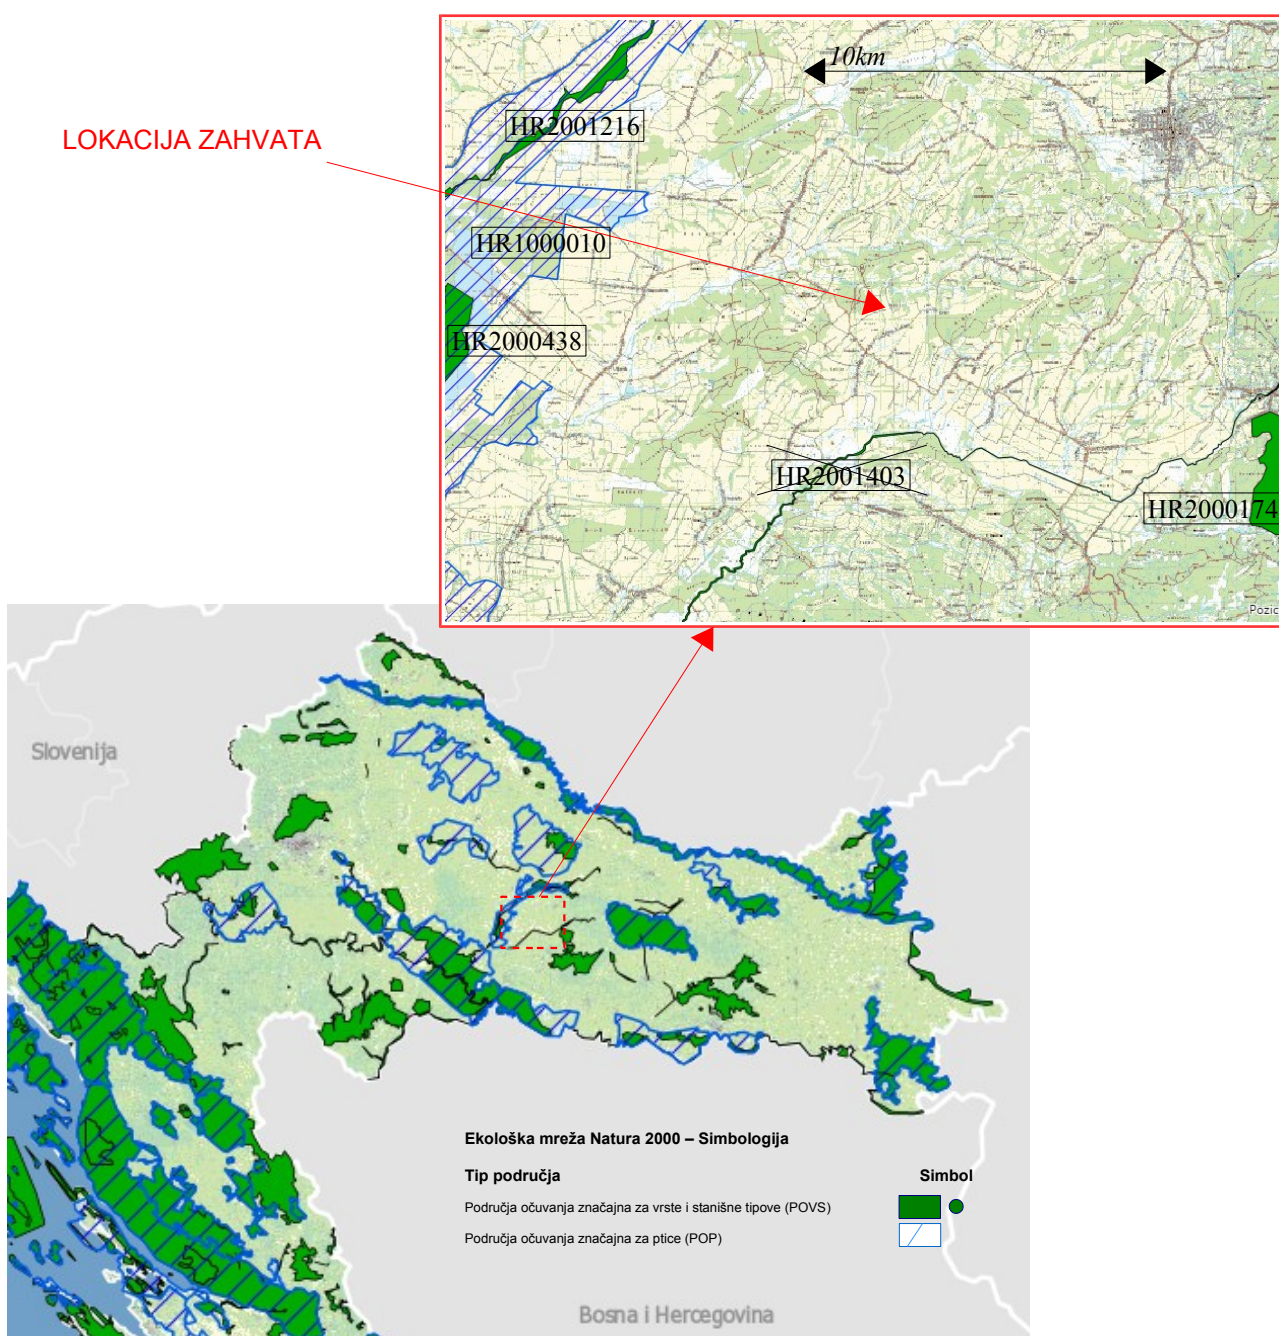 10km
HR2001216
LOKACIJA ZAHVATA
HR1000010
HR2000438
HR2001403
HR2000174
Pozic
Slovenija
Ekološka mreža Natura 2000 – Simbologija
Tip područja Simbol
Područja očuvanja značajna za vrste i stanišne tipove (POVS)
Područja očuvanja značajna za ptice (POP)
Bosna i Hercegovina